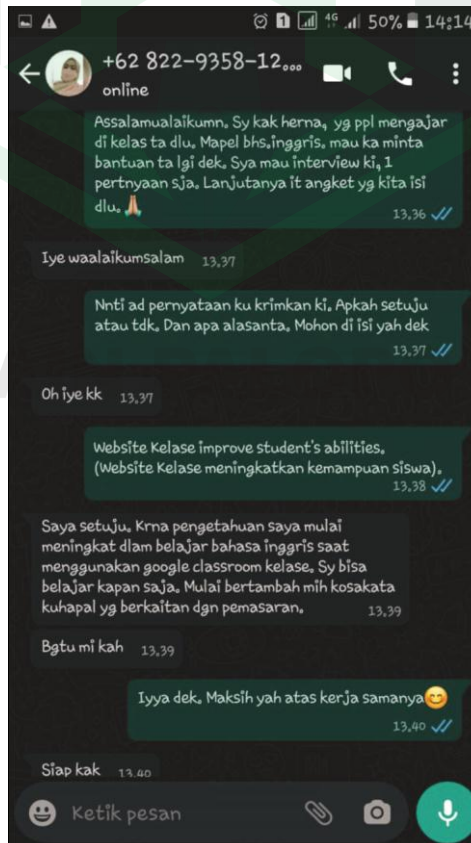 4G 50% 14:14
+62 822-9358-12...
online
Assalamualaikumn. Sy kak herna, yg ppl mengajar
di kelas ta dlu. Mapel bhs.inggris. mau ka minta
bantuan ta lgi dek. Sya mau interview ki, 1
pertnyaan sja. Lanjutanya it angket yg kita isi
dlu. 🙏
13.36
Iye waalaikumsalam 13.37
Nnti ad pernyataan ku krimkan ki. Apkah setuju
atau tdk. Dan apa alasanta. Mohon di isi yah dek
13.37
Oh iye kk 13.37
Website Kelase improve student's abilities.
(Website Kelase meningkatkan kemampuan siswa).
13.38
Saya setuju. Krna pengetahuan saya mulai
meningkat dlam belajar bahasa inggris saat
menggunakan google classroom kelase. Sy bisa
belajar kapan saja. Mulai bertambah mih kosakata
kuhapal yg berkaitan dgn pemasaran. 13.39
Bgtu mi kah 13.39
Iyya dek. Maksih yah atas kerja samanya😊
13.40
Siap kak 13.40
Ketik pesan